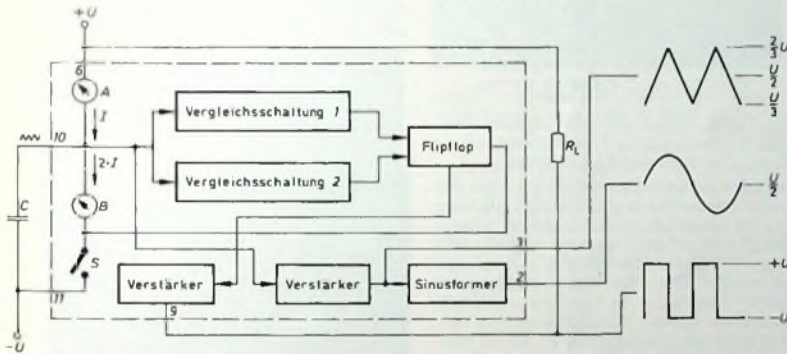 +U
6
A
I
10
2·I
C
B
S
11
-U
Vergleichsschaltung 1
Vergleichsschaltung 2
Flipflop
Verstärker
9
Verstärker
Sinusformer
3
2
R_L
2/3 U
U/2
U/3
U/2
+U
-U